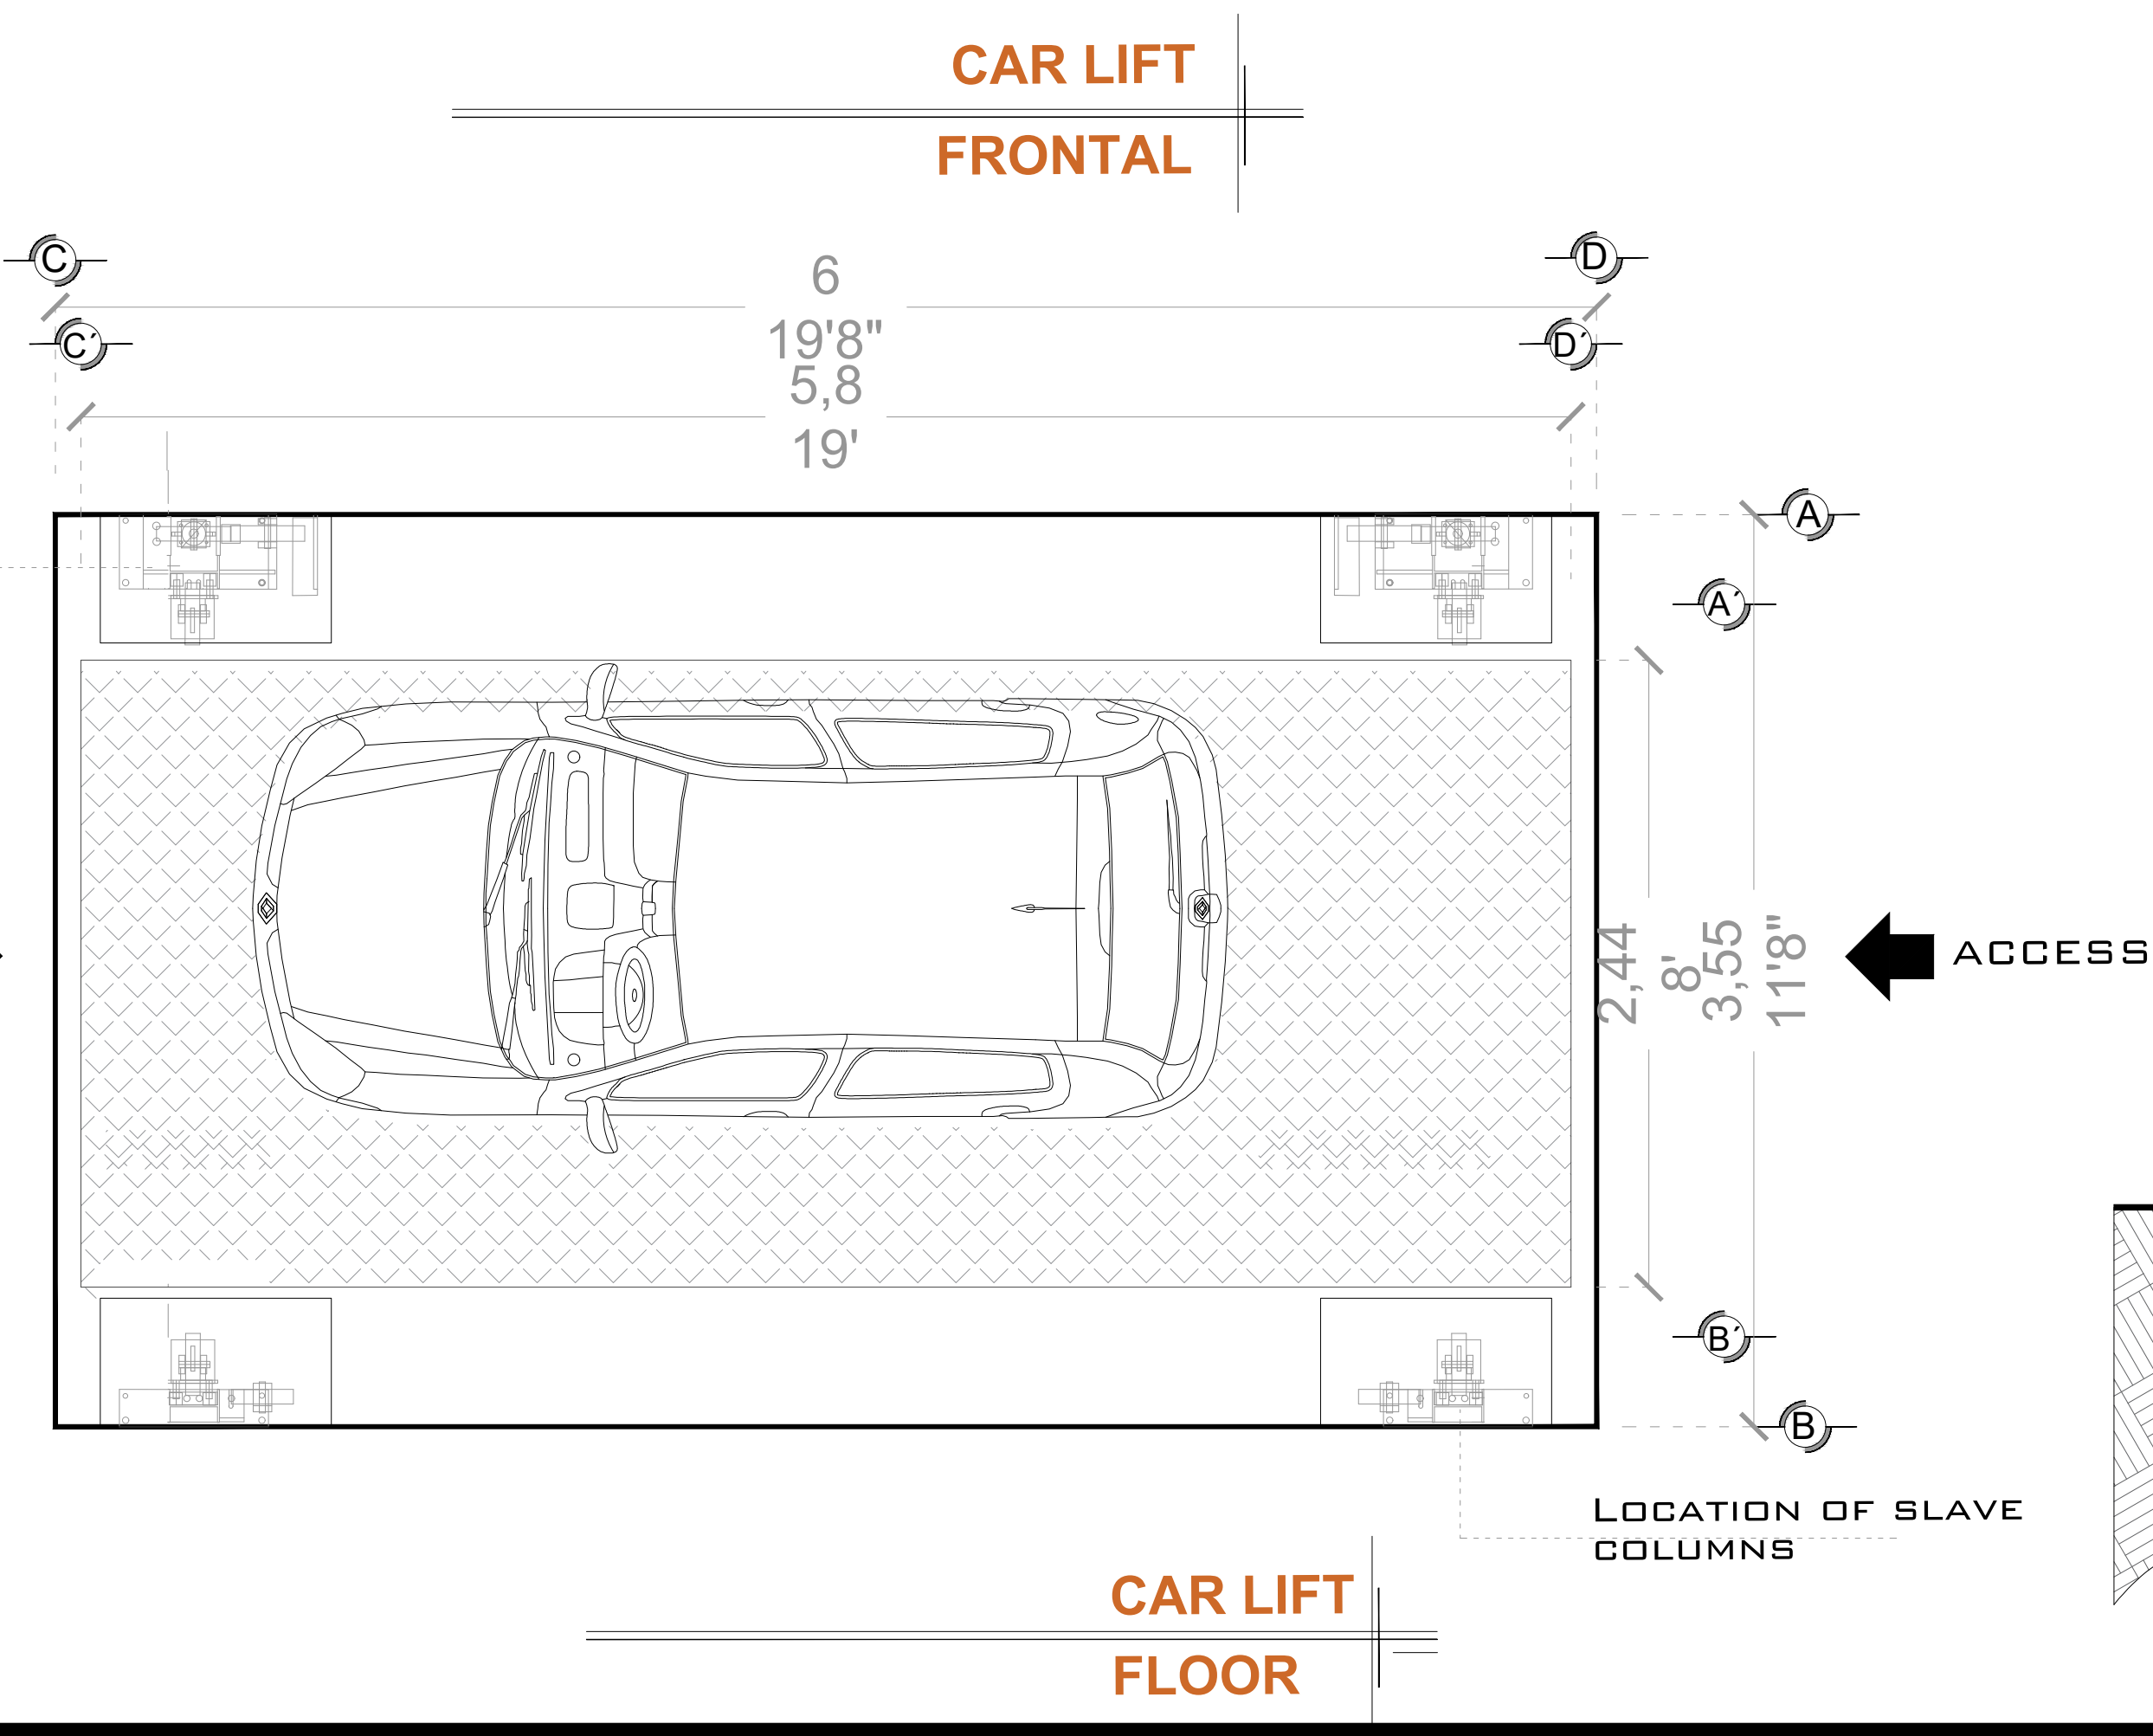 CAR LIFT
FRONTAL
C
D
6
19'8"
C´
D´
5,8
19'
A
A´
2,44
8'
3,55
11'8"
ACCESS
B´
B
Location of slave
columns
CAR LIFT
FLOOR